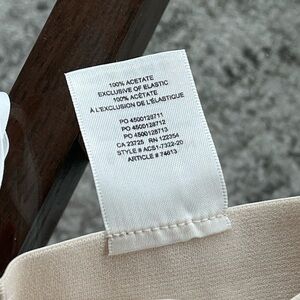 100% ACETATE
EXCLUSIVE OF ELASTIC
100% ACÉTATE
À L'EXCLUSION DE L'ÉLASTIQUE
PO 4500128711
PO 4500128712
PO 4500128713
CA 23725 RN 122354
STYLE # ACS1-7322-20
ARTICLE # 74613